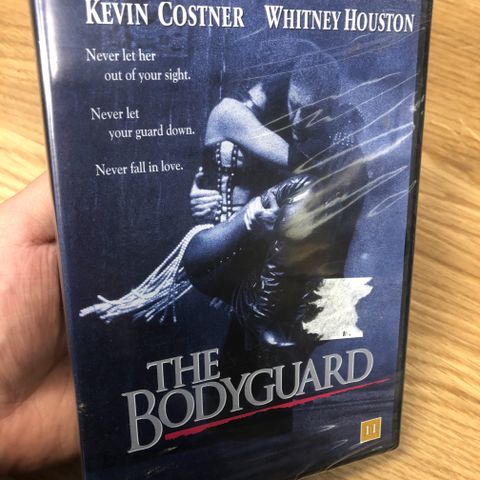 KEVIN COSTNER WHITNEY HOUSTON
Never let her
out of your sight.
Never let
your guard down.
Never fall in love.
THE
BODYGUARD
11